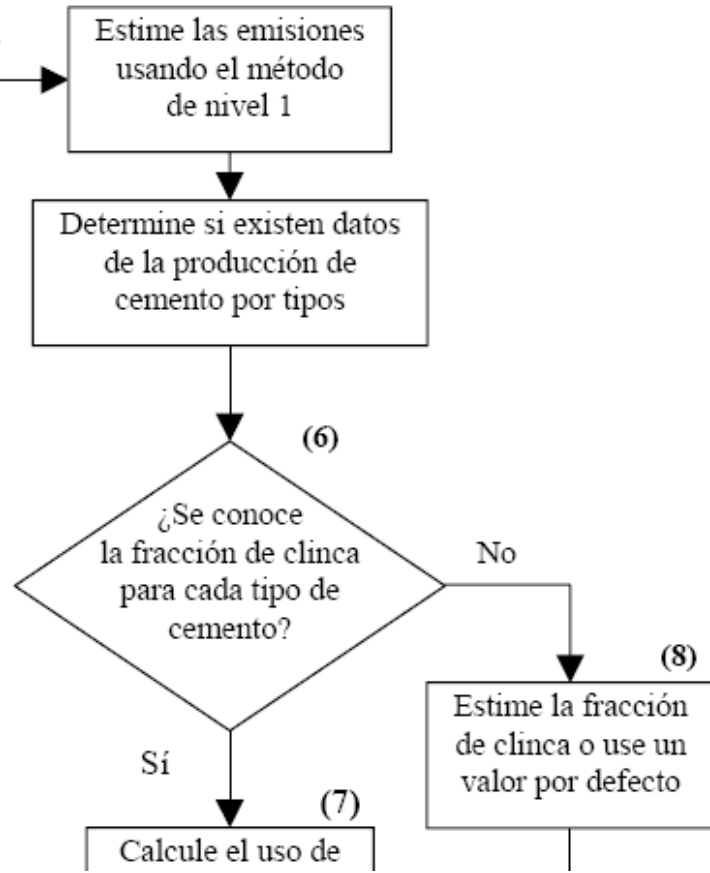 Estime las emisiones
usando el método
de nivel 1
Determine si existen datos
de la producción de
cemento por tipos
(6)
¿Se conoce
la fracción de clinca
para cada tipo de
cemento?
No
(8)
Estime la fracción
de clinca o use un
valor por defecto
Sí
(7)
Calcule el uso de